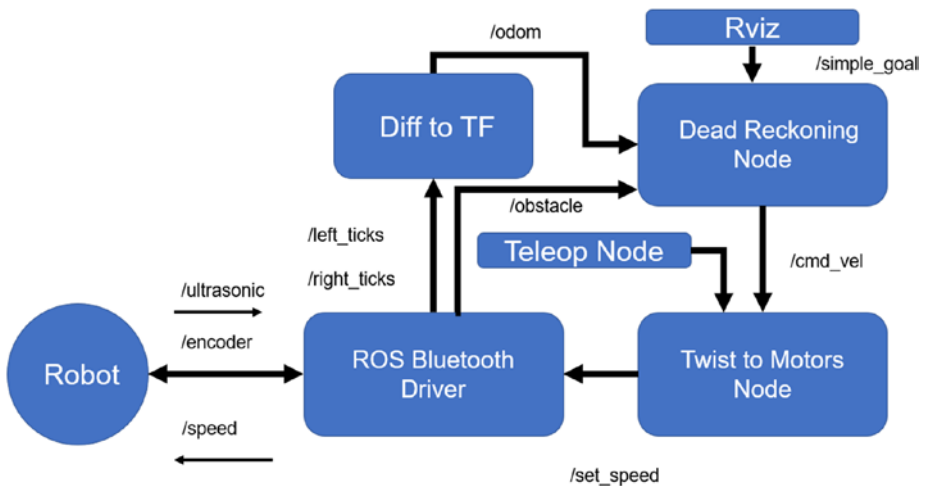 /odom
Rviz
/simple_goal
Diff to TF
Dead Reckoning
Node
/obstacle
/left_ticks
/right_ticks
Teleop Node
/cmd_vel
/ultrasonic
/encoder
Robot
ROS Bluetooth
Driver
Twist to Motors
Node
/speed
/set_speed